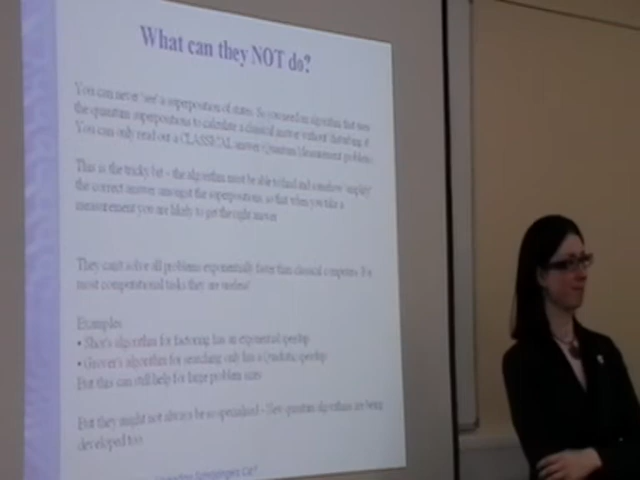 What can they NOT do?
You can never 'see' a superposition of states. So you need an algorithm that uses
the quantum superpositions to calculate a classical answer without disturbing it.
You can only read out a CLASSICAL answer (Quantum Measurement problem)
This is the tricky bit – the algorithm must be able to find and somehow 'amplify'
the correct answer amongst the superpositions, so that when you take a
measurement you are likely to get the right answer
They can't solve all problems exponentially faster than classical computers. For
most computational tasks they are useless!
Examples
• Shor's algorithm for factoring has an exponential speedup
• Grover's algorithm for searching only has a Quadratic speedup
But this can still help for large problem sizes
But they might not always be so specialised – New quantum algorithms are being
developed too